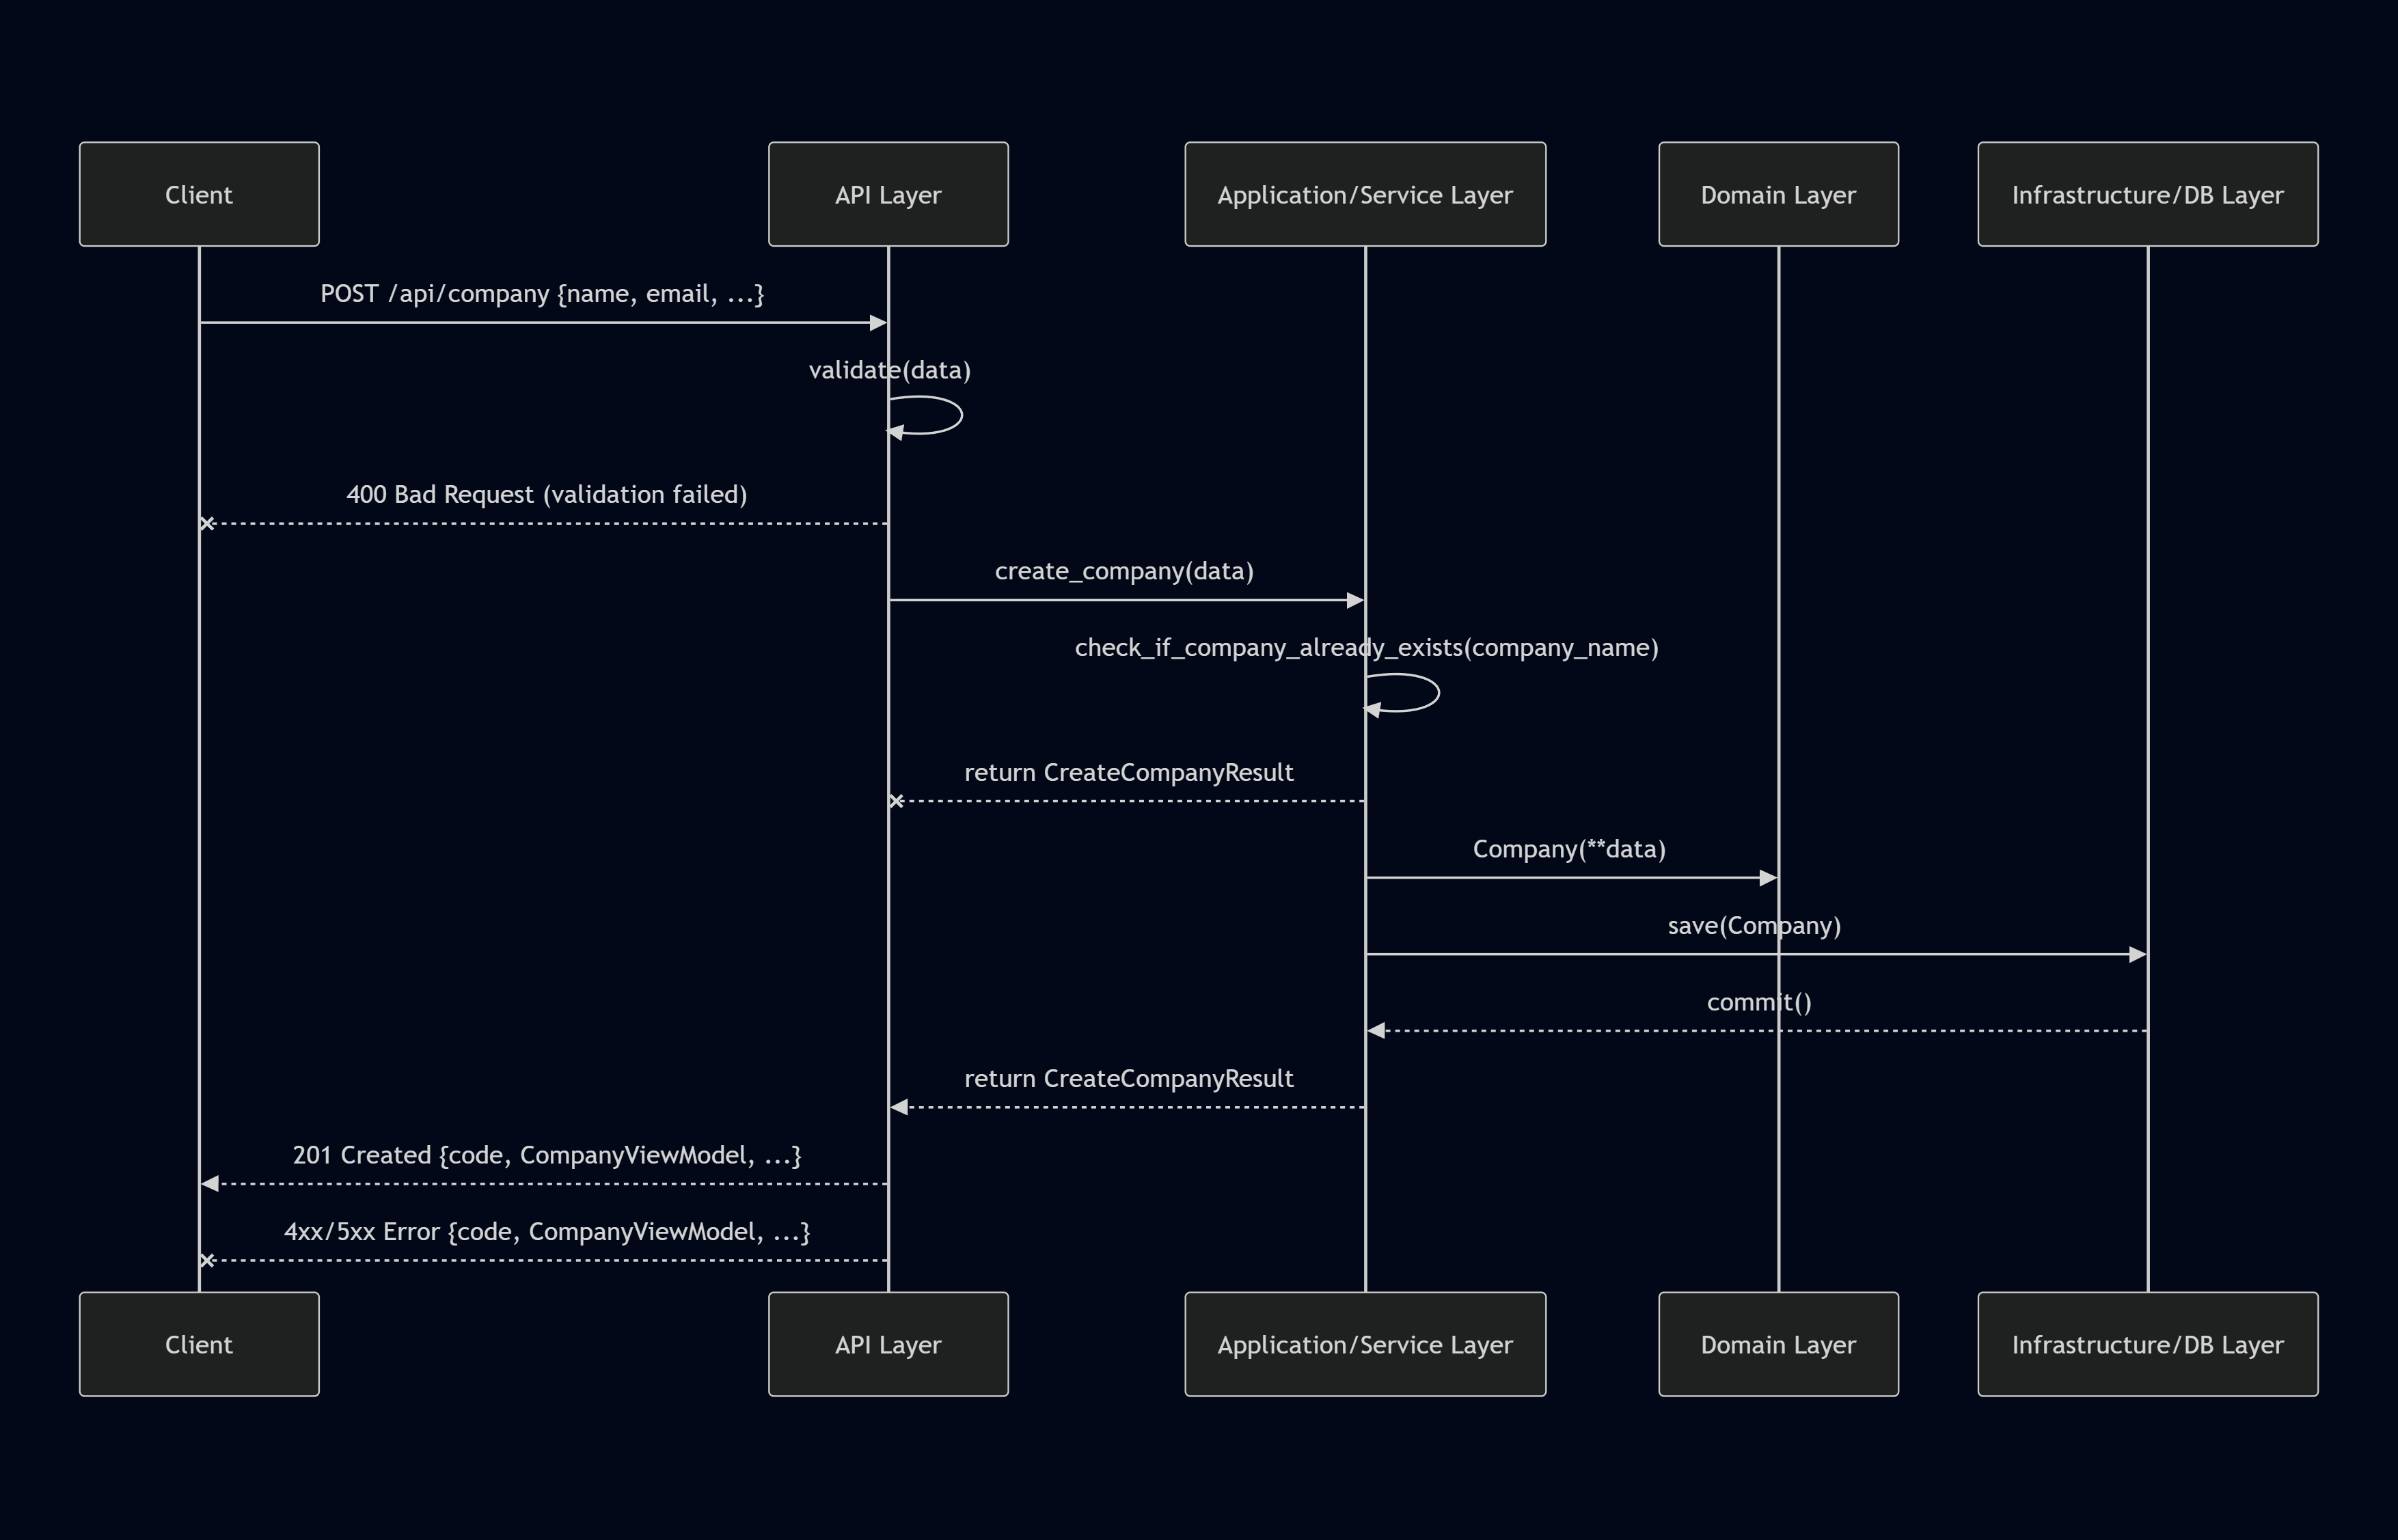 Client
API Layer
Application/Service Layer
Domain Layer
Infrastructure/DB Layer
POST /api/company {name, email, ...}
validate(data)
400 Bad Request (validation failed)
create_company(data)
check_if_company_already_exists(company_name)
return CreateCompanyResult
Company(**data)
save(Company)
commit()
return CreateCompanyResult
201 Created {code, CompanyViewModel, ...}
4xx/5xx Error {code, CompanyViewModel, ...}
Client
API Layer
Application/Service Layer
Domain Layer
Infrastructure/DB Layer